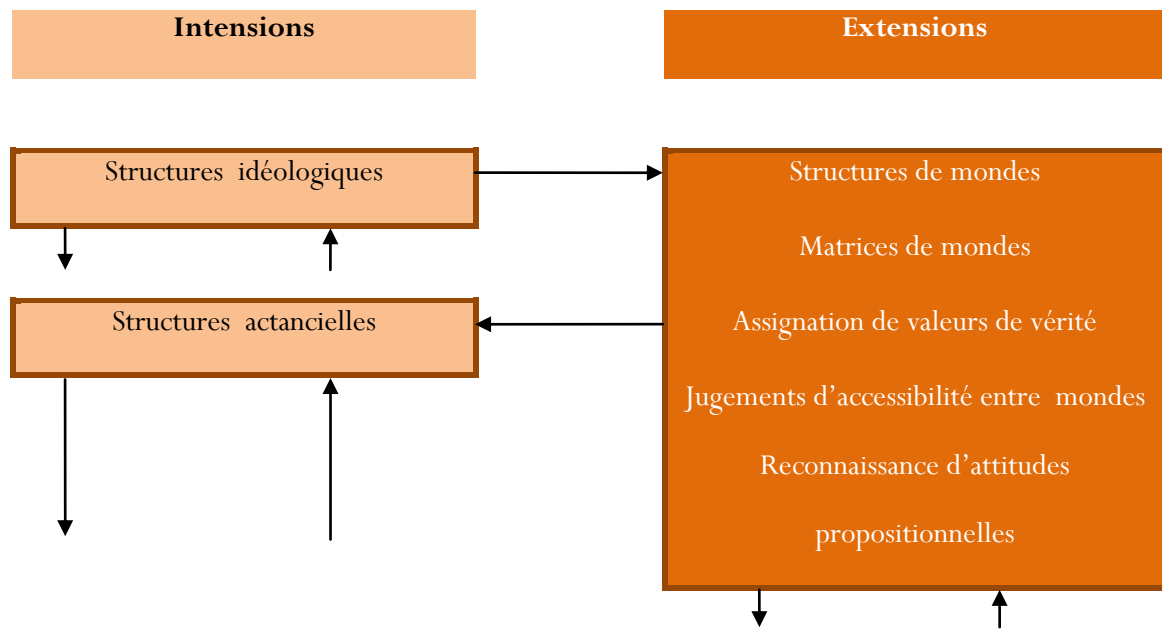 Intensions
Extensions
Structures idéologiques
Structures actancielles
Structures de mondes
Matrices de mondes
Assignation de valeurs de vérité
Jugements d’accessibilité entre mondes
Reconnaissance d’attitudes
propositionnelles